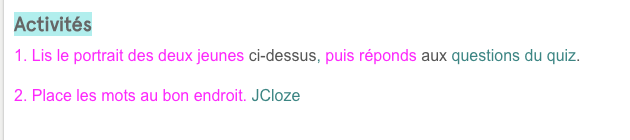 Activités
1. Lis le portrait des deux jeunes ci-dessus, puis réponds aux questions du quiz.
2. Place les mots au bon endroit. JCloze